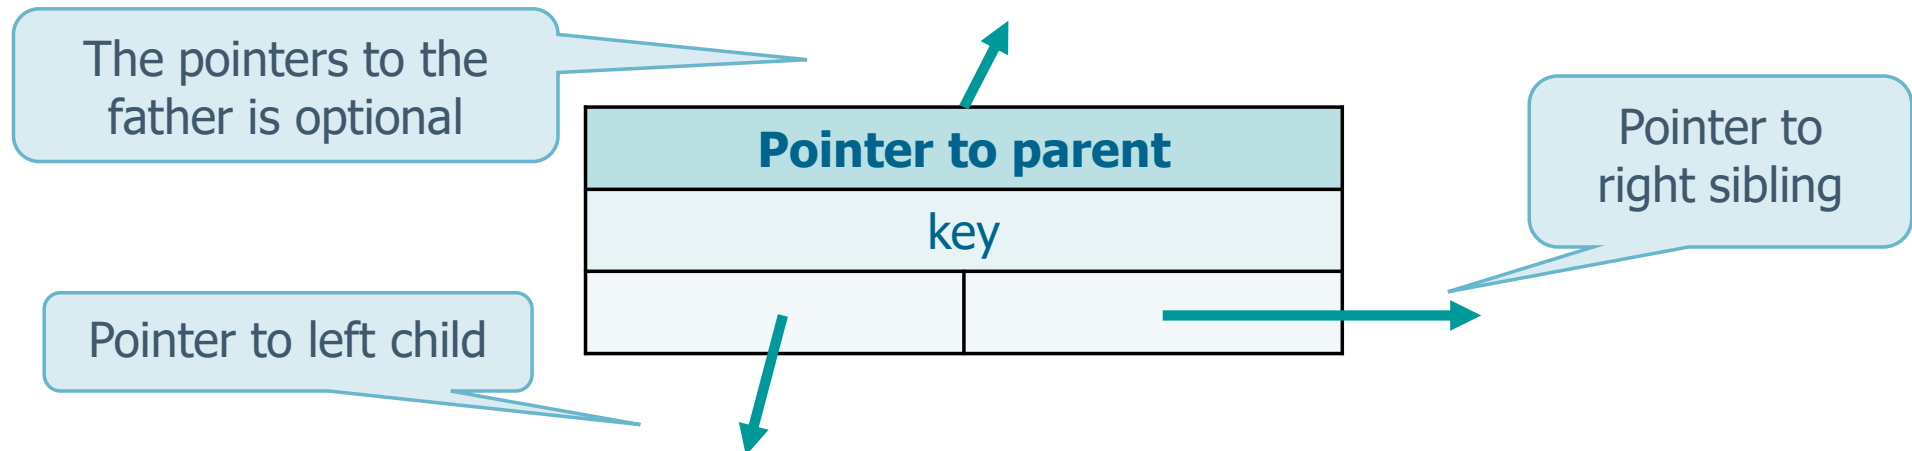 The pointers to the
father is optional
Pointer to parent
Pointer to
right sibling
key
Pointer to left child